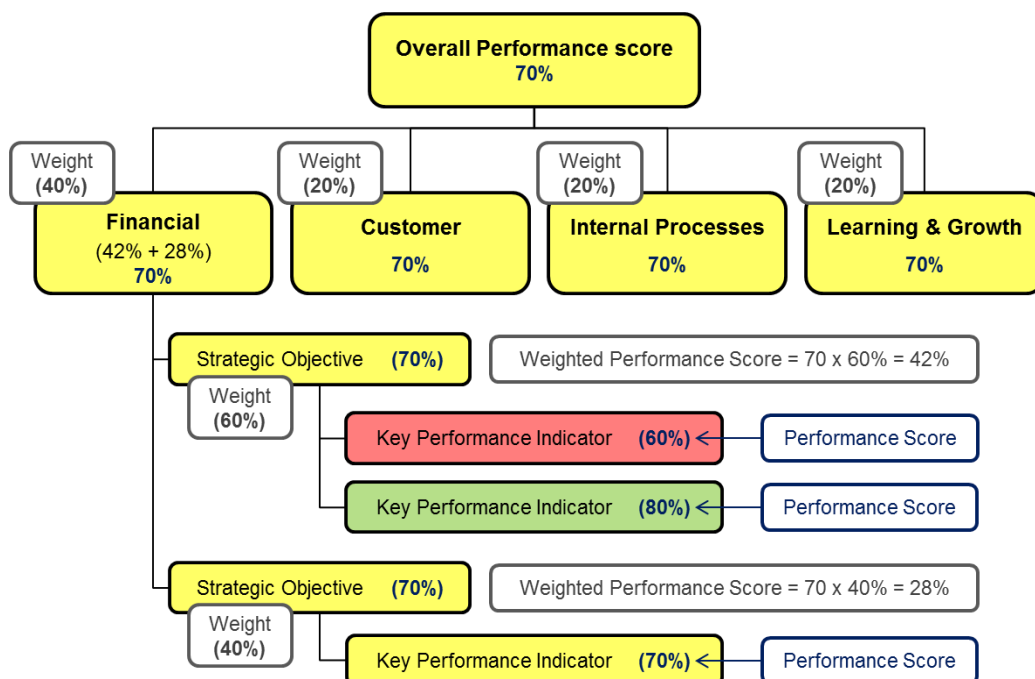 Overall Performance score
70%
Weight
(40%)
Weight
(20%)
Weight
(20%)
Weight
(20%)
Financial
(42% + 28%)
70%
Customer
70%
Internal Processes
70%
Learning & Growth
70%
Strategic Objective (70%)
Weighted Performance Score = 70 x 60% = 42%
Weight
(60%)
Key Performance Indicator (60%)
Performance Score
Key Performance Indicator (80%)
Performance Score
Strategic Objective (70%)
Weighted Performance Score = 70 x 40% = 28%
Weight
(40%)
Key Performance Indicator (70%)
Performance Score